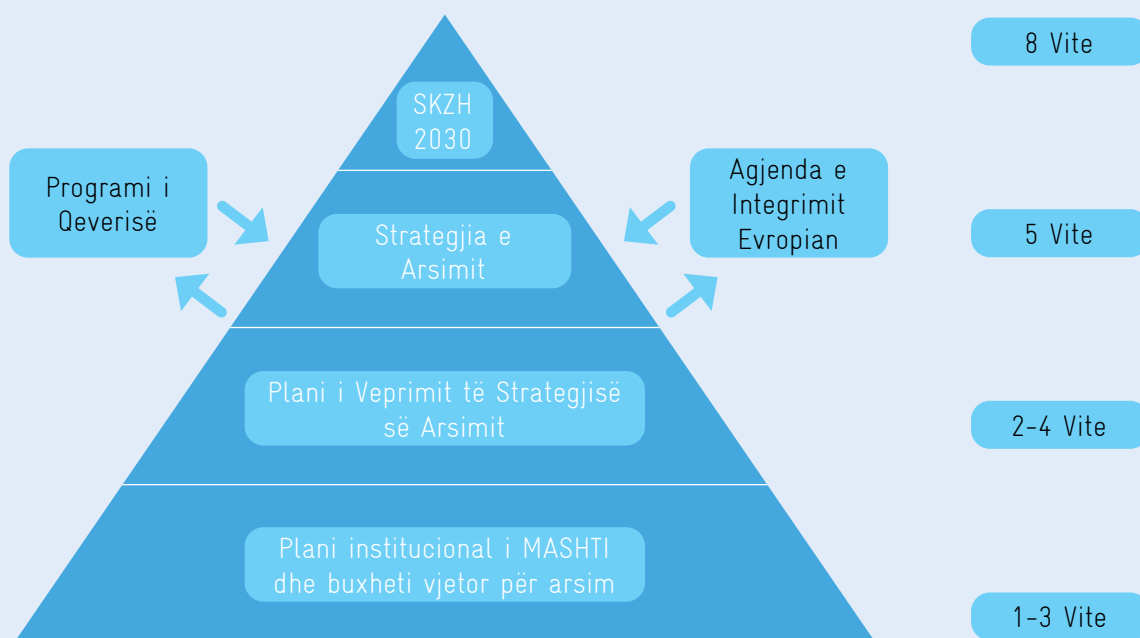 8 Vite
SKZH
2030
Programi i
Qeverisë
Agjenda e
Integrimit
Evropian
Strategjia e
Arsimit
5 Vite
Plani i Veprimit të Strategjisë
së Arsimit
2-4 Vite
Plani institucional i MASHTI
dhe buxheti vjetor për arsim
1-3 Vite